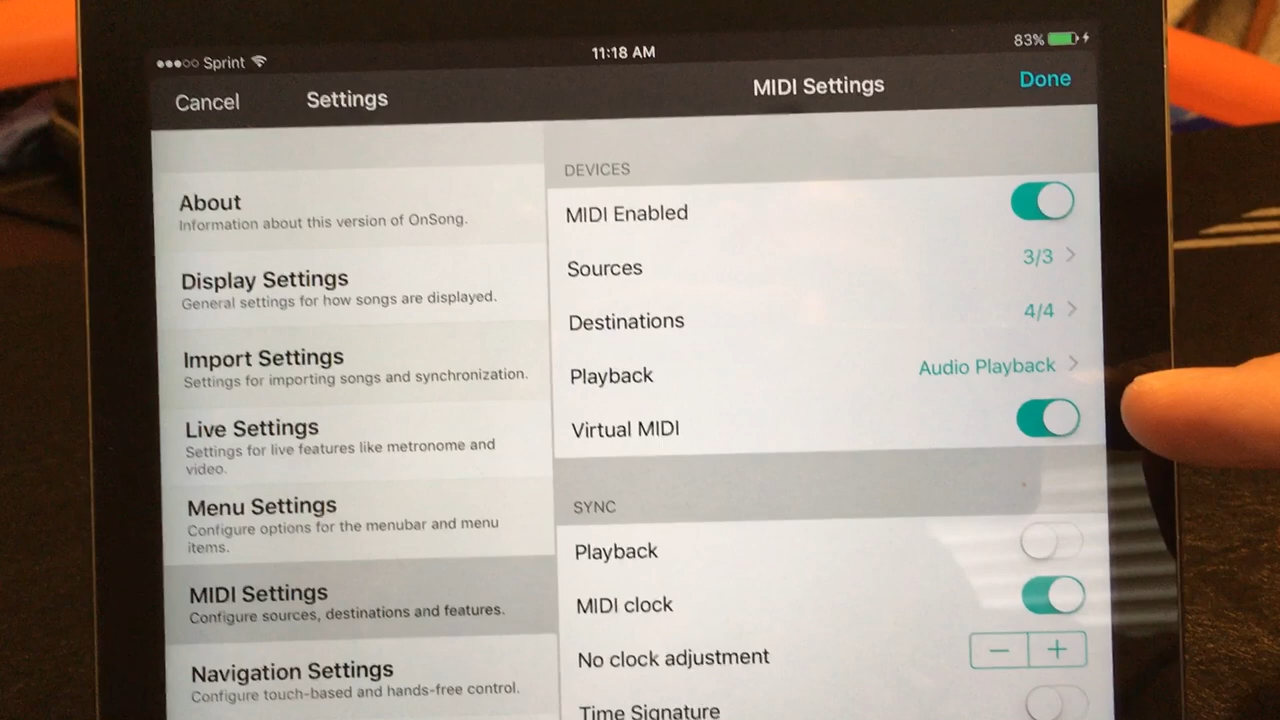 Sprint
11:18 AM
83%
Cancel
Settings
MIDI Settings
Done
About
Information about this version of OnSong.
Display Settings
General settings for how songs are displayed.
Import Settings
Settings for importing songs and synchronization.
Live Settings
Settings for live features like metronome and
video.
Menu Settings
Configure options for the menubar and menu
items.
MIDI Settings
Configure sources, destinations and features.
Navigation Settings
Configure touch-based and hands-free control.
DEVICES
MIDI Enabled
Sources 3/3
Destinations 4/4
Playback Audio Playback
Virtual MIDI
SYNC
Playback
MIDI clock
No clock adjustment − +
Time Signature